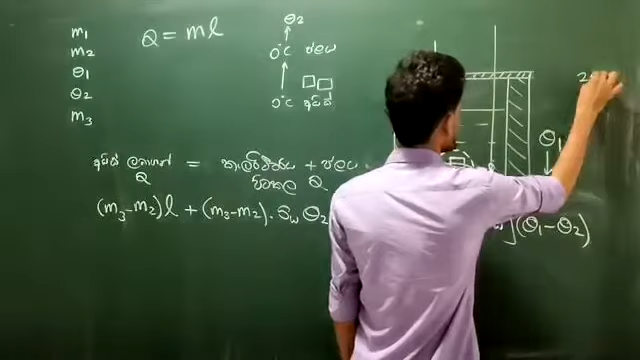 m₁
m₂
θ₁
θ₂
m₃
Q = ml
θ₂
0°C ජලය
0°C අයිස්
θ₁
අයිස් ලබාගත් Q = කැලරිමීටරය + ජලය
Q
(m₃-m₂)l + (m₃-m₂).S_w θ₂
](θ₁-θ₂)